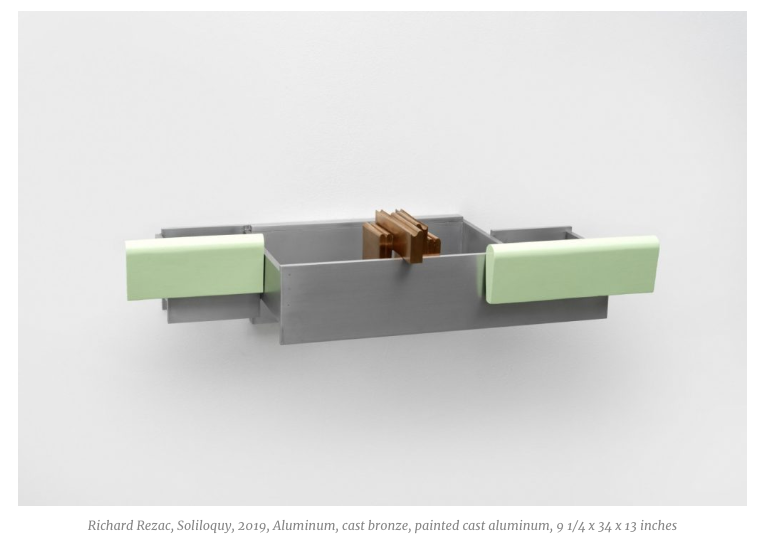 Richard Rezac, Soliloquy, 2019, Aluminum, cast bronze, painted cast aluminum, 9 1/4 x 34 x 13 inches